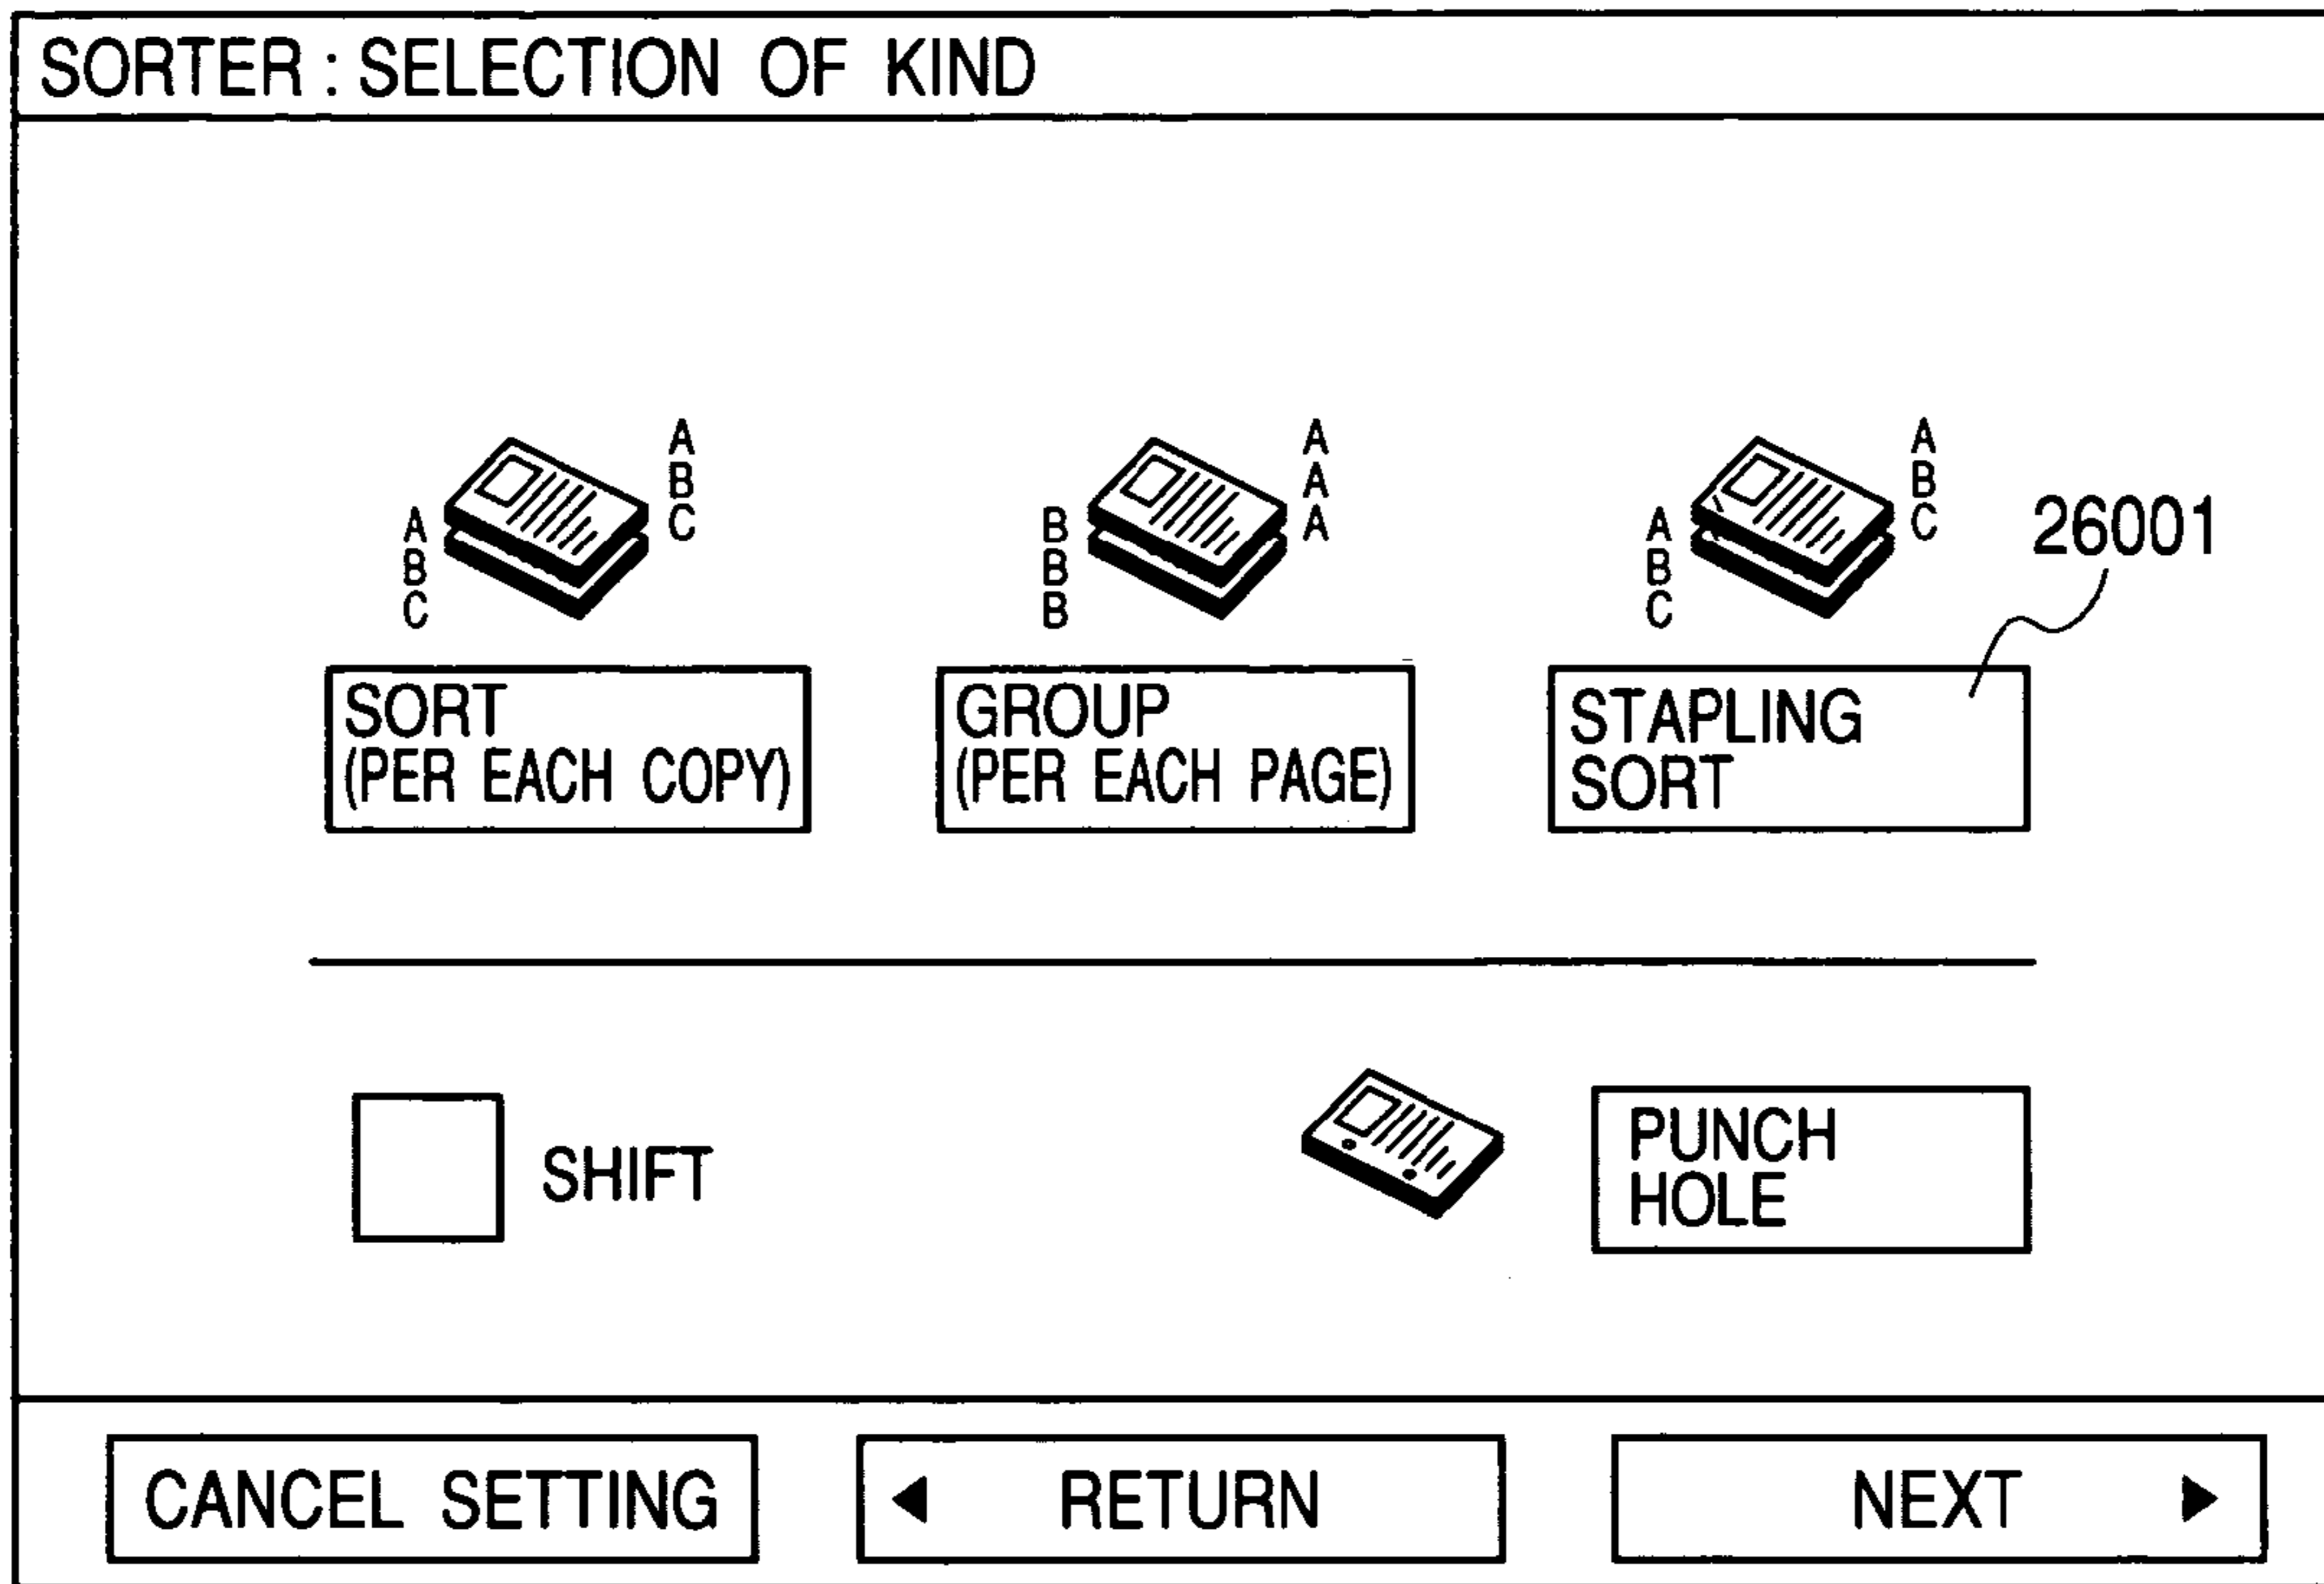 SORTER : SELECTION OF KIND
A
B
C
A
B
C
A
A
A
B
B
B
A
B
C
A
B
C
26001
SORT
(PER EACH COPY)
GROUP
(PER EACH PAGE)
STAPLING
SORT
SHIFT
PUNCH
HOLE
CANCEL SETTING
◀ RETURN
NEXT ▶